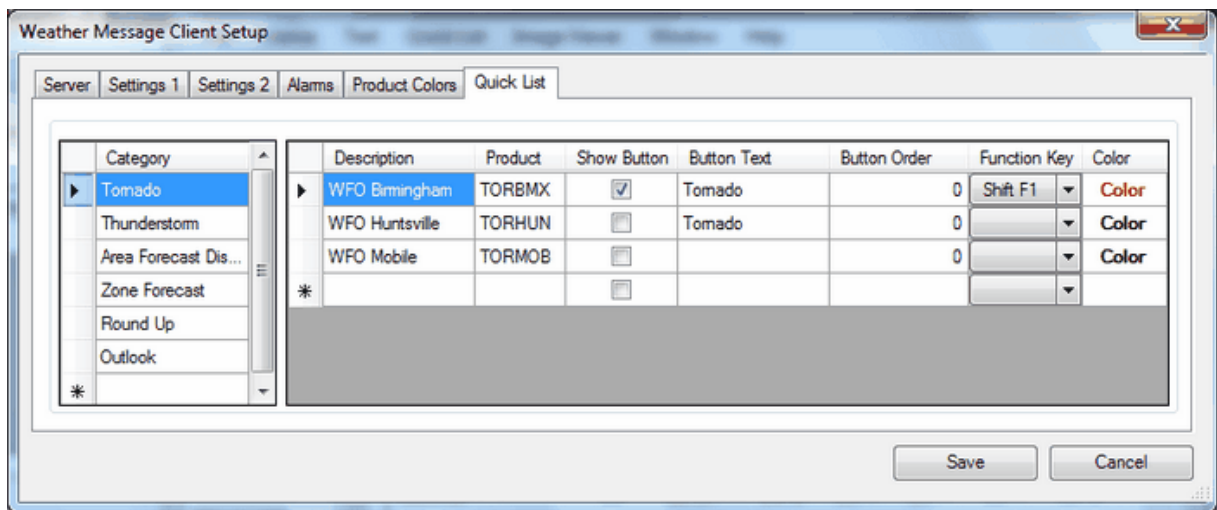 Weather Message Client Setup
Server Settings 1 Settings 2 Alarms Product Colors Quick List
Category Description Product Show Button Button Text Button Order Function Key Color
Tornado WFO Birmingham TORBMX Tornado 0 Shift F1 Color
Thunderstorm WFO Huntsville TORHUN Tornado 0 Color
Area Forecast Dis... WFO Mobile TORMOB 0 Color
Zone Forecast
Round Up
Outlook
Save Cancel